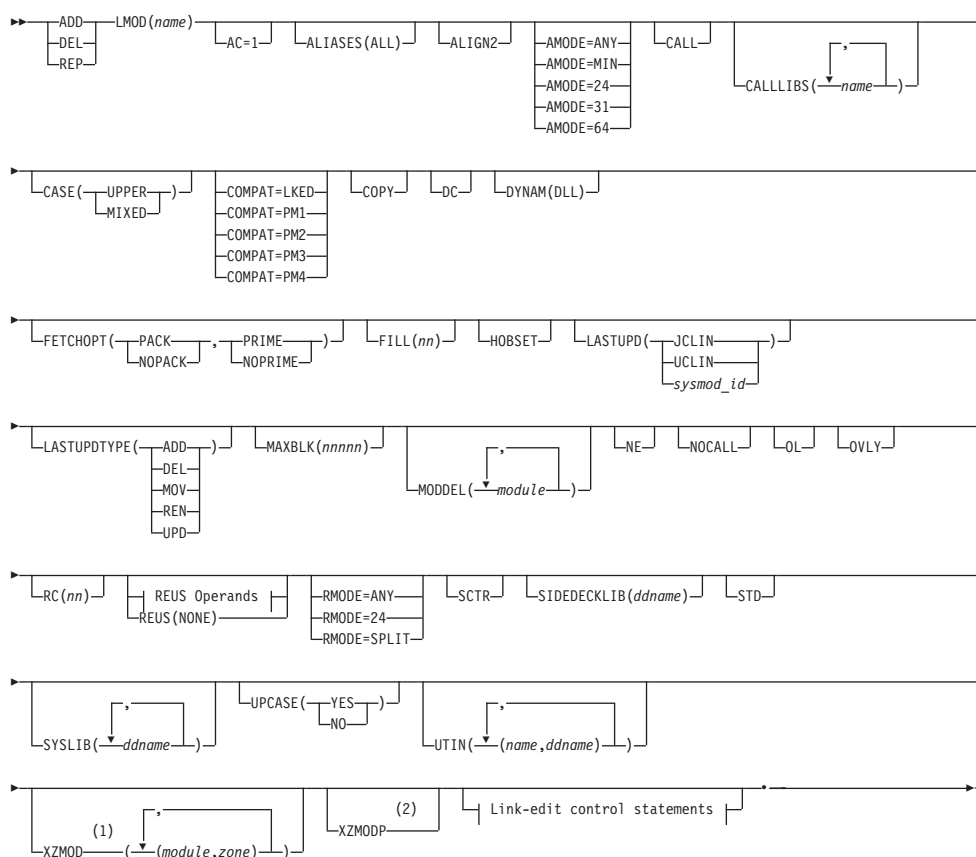 ADD LMOD(name)
DEL
REP
AC=1
ALIASES(ALL)
ALIGN2
AMODE=ANY
AMODE=MIN
AMODE=24
AMODE=31
AMODE=64
CALL
,
CALLLIBS( name )
CASE( UPPER )
MIXED
COMPAT=LKED
COMPAT=PM1
COMPAT=PM2
COMPAT=PM3
COMPAT=PM4
COPY
DC
DYNAM(DLL)
FETCHOPT( PACK , PRIME )
NOPACK NOPRIME
FILL(nn)
HOBSET
LASTUPD( JCLIN )
UCLIN
sysmod_id
LASTUPDTYPE( ADD )
DEL
MOV
REN
UPD
MAXBLK(nnnnn)
,
MODDEL( module )
NE
NOCALL
OL
OVLY
RC(nn)
REUS Operands
REUS(NONE)
RMODE=ANY
RMODE=24
RMODE=SPLIT
SCTR
SIDEDECKLIB(ddname)
STD
,
SYSLIB( ddname )
UPCASE( YES )
NO
,
UTIN( (name,ddname) )
,
(1)
XZMOD ( (module,zone) )
(2)
XZMODP
Link-edit control statements
.